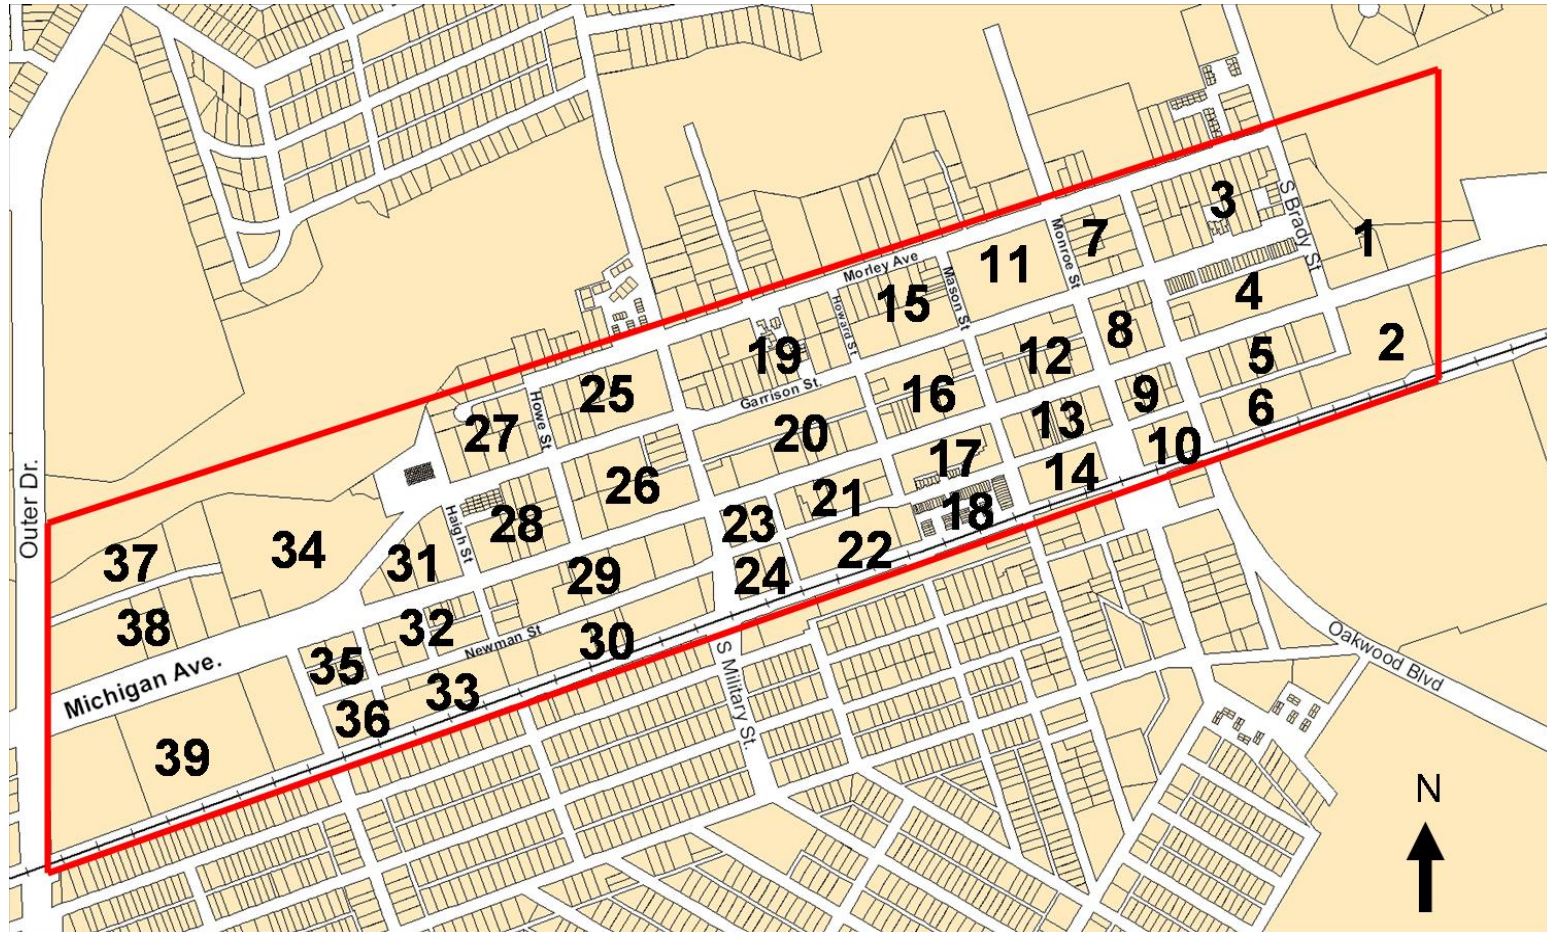 3
S Brady St
1
7
Monroe St
11
Morley Ave
Mason St
15
Howard St
4
2
8
5
12
19
Garrison St.
16
9
6
25
20
13
10
27
Howe St
17
14
26
21
18
28
Haigh St
23
22
Outer Dr.
37
34
31
29
24
38
32
Newman St
30
35
S Military St.
Oakwood Blvd
Michigan Ave.
33
36
39
N